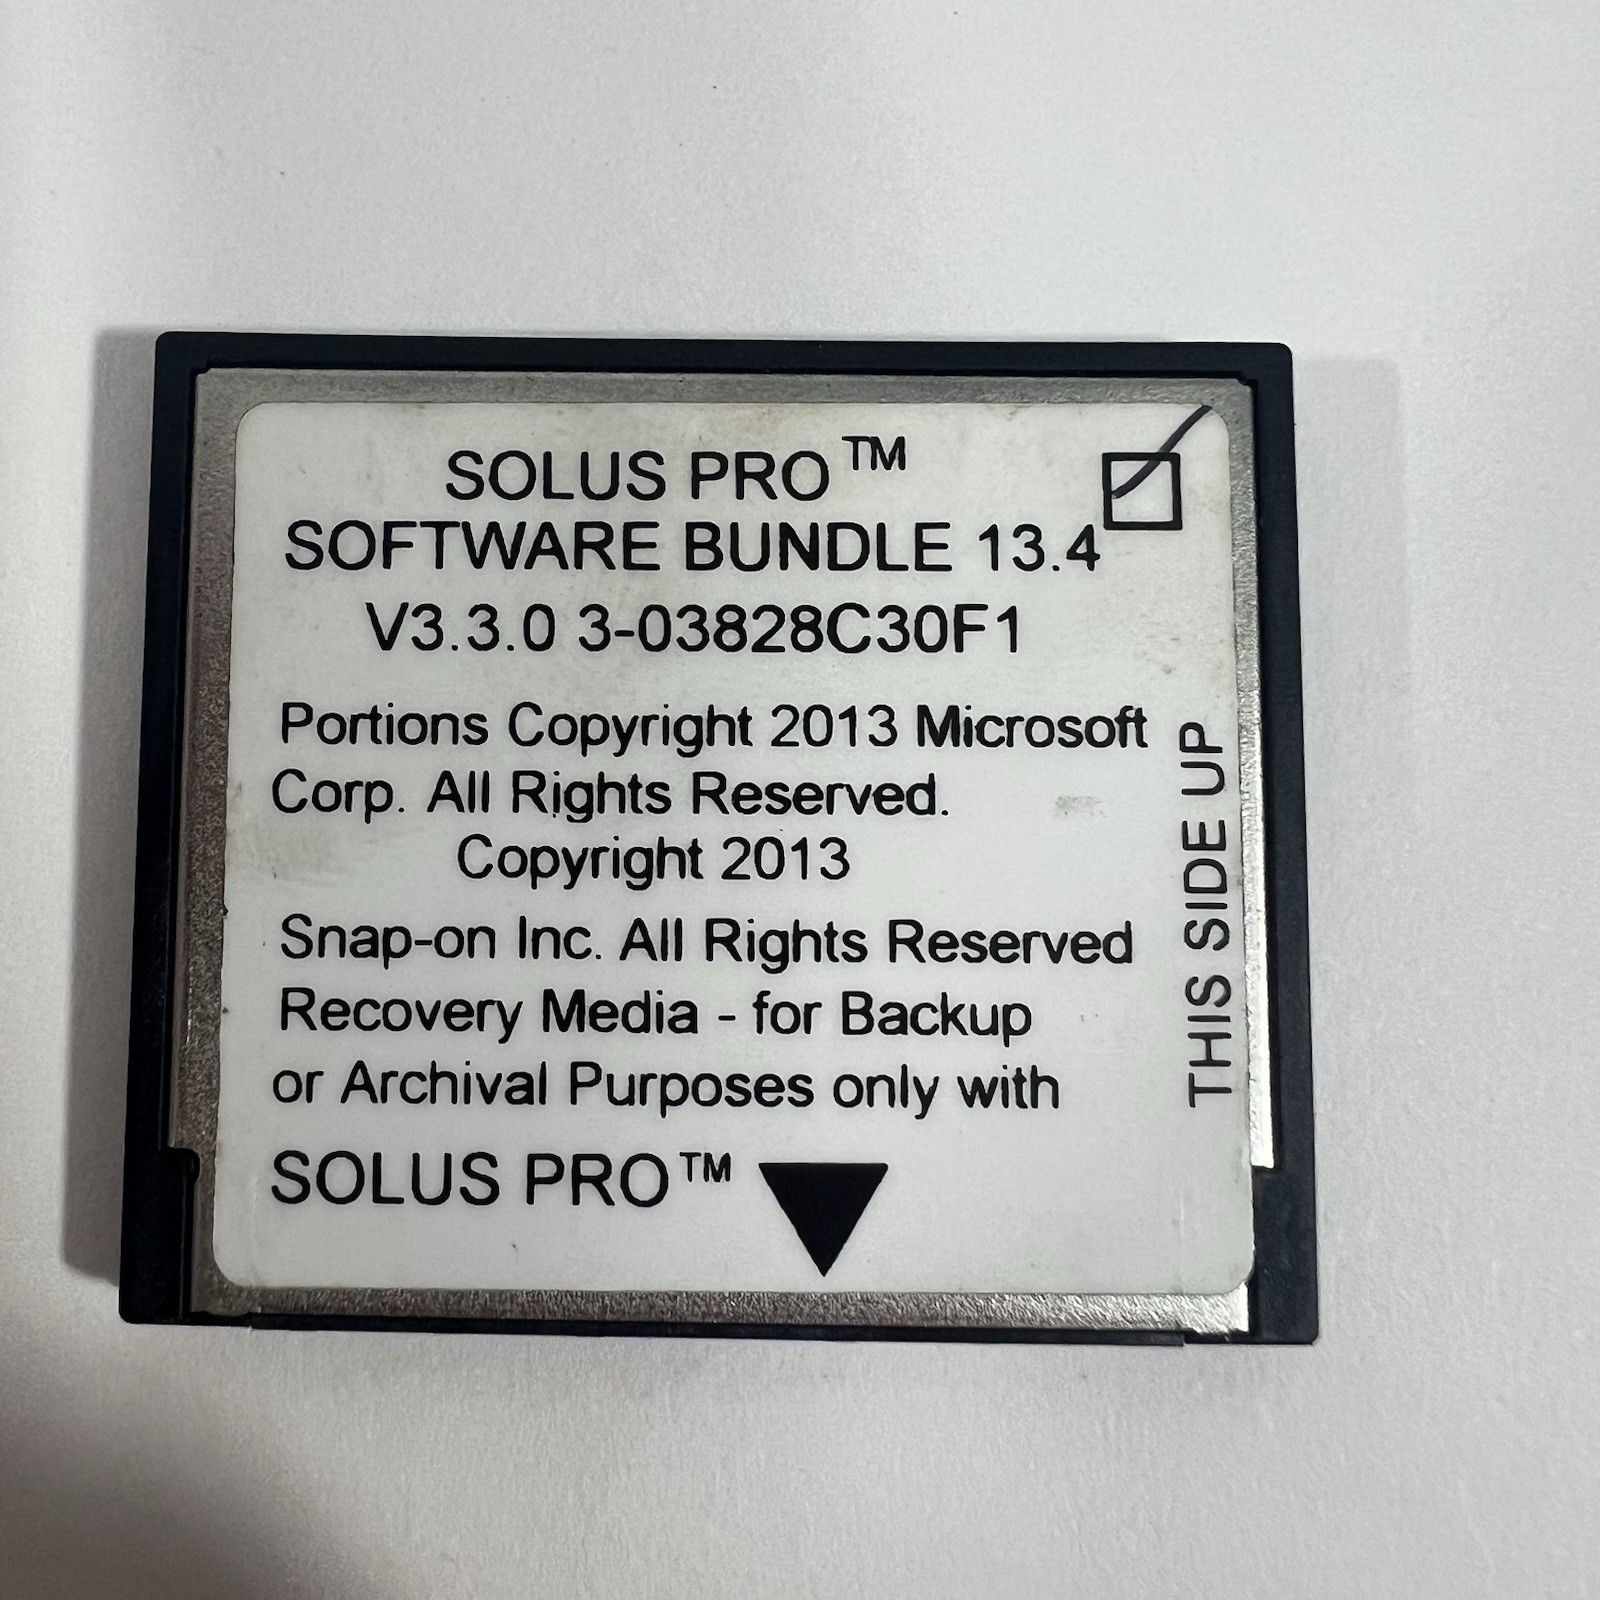 SOLUS PRO™
SOFTWARE BUNDLE 13.4
V3.3.0 3-03828C30F1
Portions Copyright 2013 Microsoft
Corp. All Rights Reserved.
Copyright 2013
Snap-on Inc. All Rights Reserved
Recovery Media - for Backup
or Archival Purposes only with
SOLUS PRO™
THIS SIDE UP